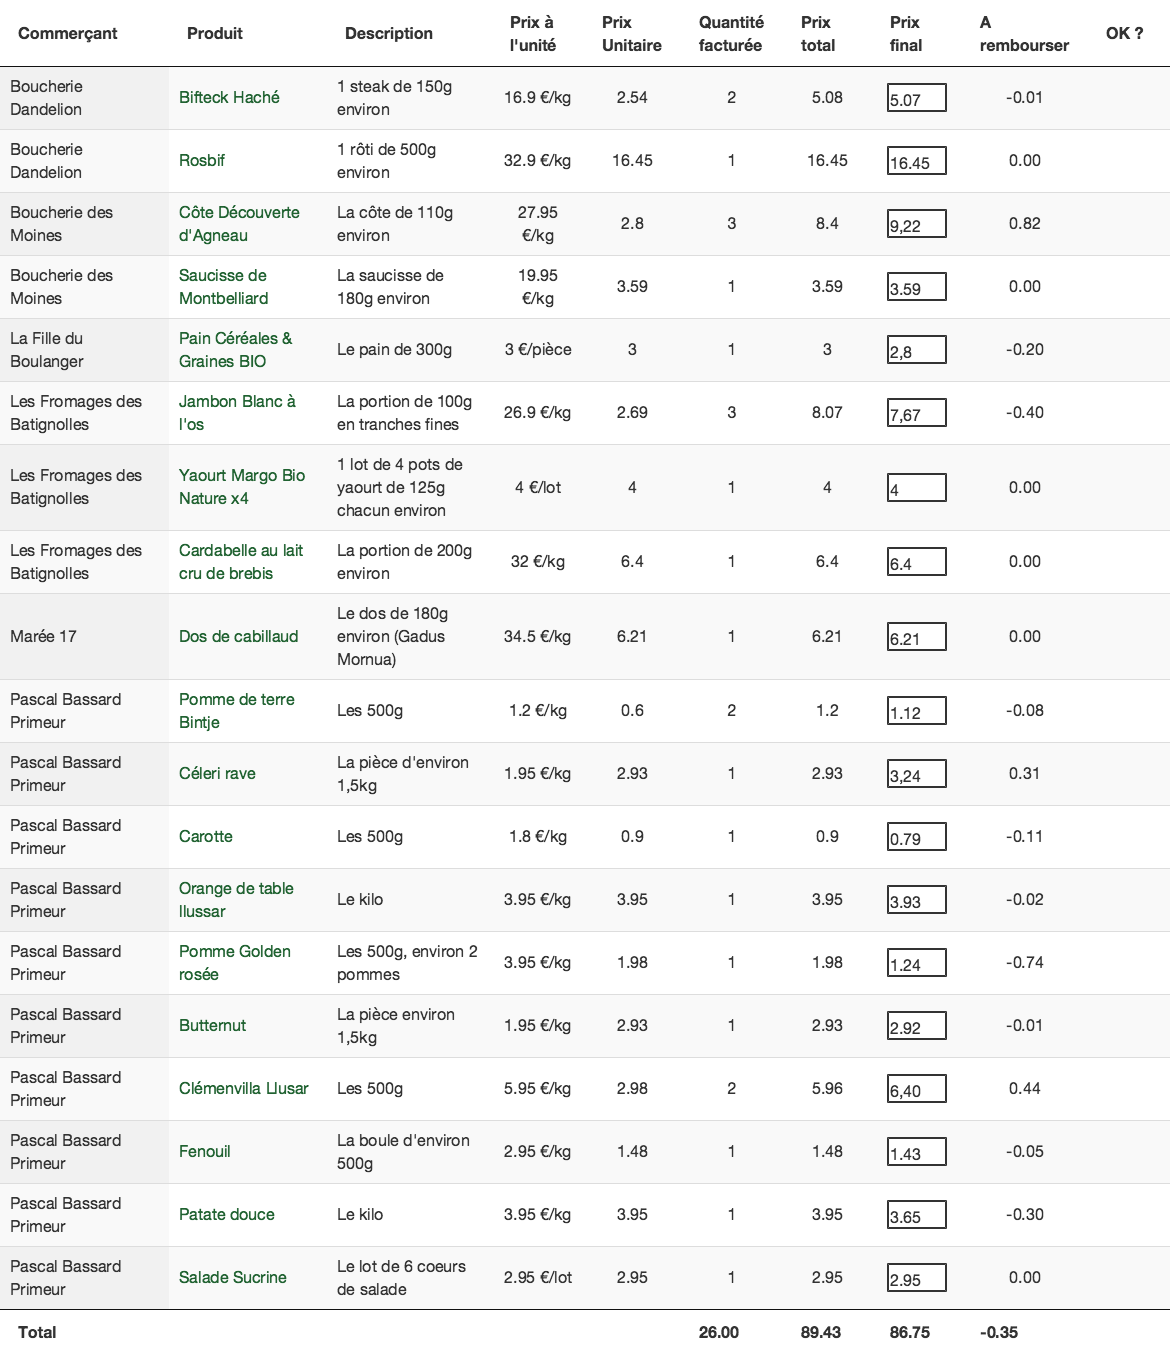 Commerçant Produit Description Prix à l'unité Prix Unitaire Quantité facturée Prix total Prix final A rembourser OK ?
Boucherie Dandelion Bifteck Haché 1 steak de 150g environ 16.9 €/kg 2.54 2 5.08 5.07 -0.01
Boucherie Dandelion Rosbif 1 rôti de 500g environ 32.9 €/kg 16.45 1 16.45 16.45 0.00
Boucherie des Moines Côte Découverte d'Agneau La côte de 110g environ 27.95 €/kg 2.8 3 8.4 9,22 0.82
Boucherie des Moines Saucisse de Montbelliard La saucisse de 180g environ 19.95 €/kg 3.59 1 3.59 3.59 0.00
La Fille du Boulanger Pain Céréales & Graines BIO Le pain de 300g 3 €/pièce 3 1 3 2,8 -0.20
Les Fromages des Batignolles Jambon Blanc à l'os La portion de 100g en tranches fines 26.9 €/kg 2.69 3 8.07 7,67 -0.40
Les Fromages des Batignolles Yaourt Margo Bio Nature x4 1 lot de 4 pots de yaourt de 125g chacun environ 4 €/lot 4 1 4 4 0.00
Les Fromages des Batignolles Cardabelle au lait cru de brebis La portion de 200g environ 32 €/kg 6.4 1 6.4 6.4 0.00
Marée 17 Dos de cabillaud Le dos de 180g environ (Gadus Mornua) 34.5 €/kg 6.21 1 6.21 6.21 0.00
Pascal Bassard Primeur Pomme de terre Bintje Les 500g 1.2 €/kg 0.6 2 1.2 1.12 -0.08
Pascal Bassard Primeur Céleri rave La pièce d'environ 1,5kg 1.95 €/kg 2.93 1 2.93 3,24 0.31
Pascal Bassard Primeur Carotte Les 500g 1.8 €/kg 0.9 1 0.9 0.79 -0.11
Pascal Bassard Primeur Orange de table llussar Le kilo 3.95 €/kg 3.95 1 3.95 3.93 -0.02
Pascal Bassard Primeur Pomme Golden rosée Les 500g, environ 2 pommes 3.95 €/kg 1.98 1 1.98 1.24 -0.74
Pascal Bassard Primeur Butternut La pièce environ 1,5kg 1.95 €/kg 2.93 1 2.93 2.92 -0.01
Pascal Bassard Primeur Clémenvilla Llusar Les 500g 5.95 €/kg 2.98 2 5.96 6,40 0.44
Pascal Bassard Primeur Fenouil La boule d'environ 500g 2.95 €/kg 1.48 1 1.48 1.43 -0.05
Pascal Bassard Primeur Patate douce Le kilo 3.95 €/kg 3.95 1 3.95 3.65 -0.30
Pascal Bassard Primeur Salade Sucrine Le lot de 6 coeurs de salade 2.95 €/lot 2.95 1 2.95 2.95 0.00
Total 26.00 89.43 86.75 -0.35